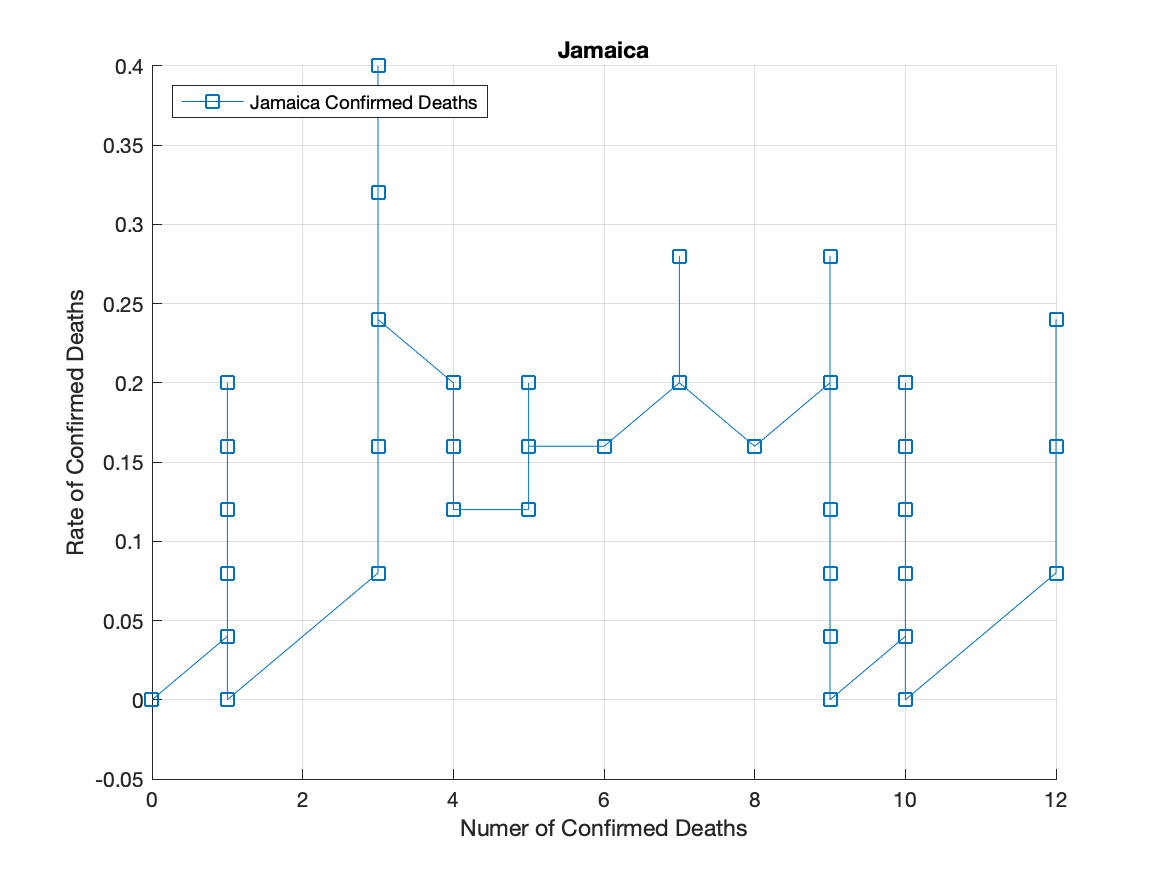 Jamaica
Jamaica Confirmed Deaths
0.4
0.35
0.3
0.25
0.2
0.15
0.1
0.05
0
-0.05
Rate of Confirmed Deaths
0 2 4 6 8 10 12
Numer of Confirmed Deaths